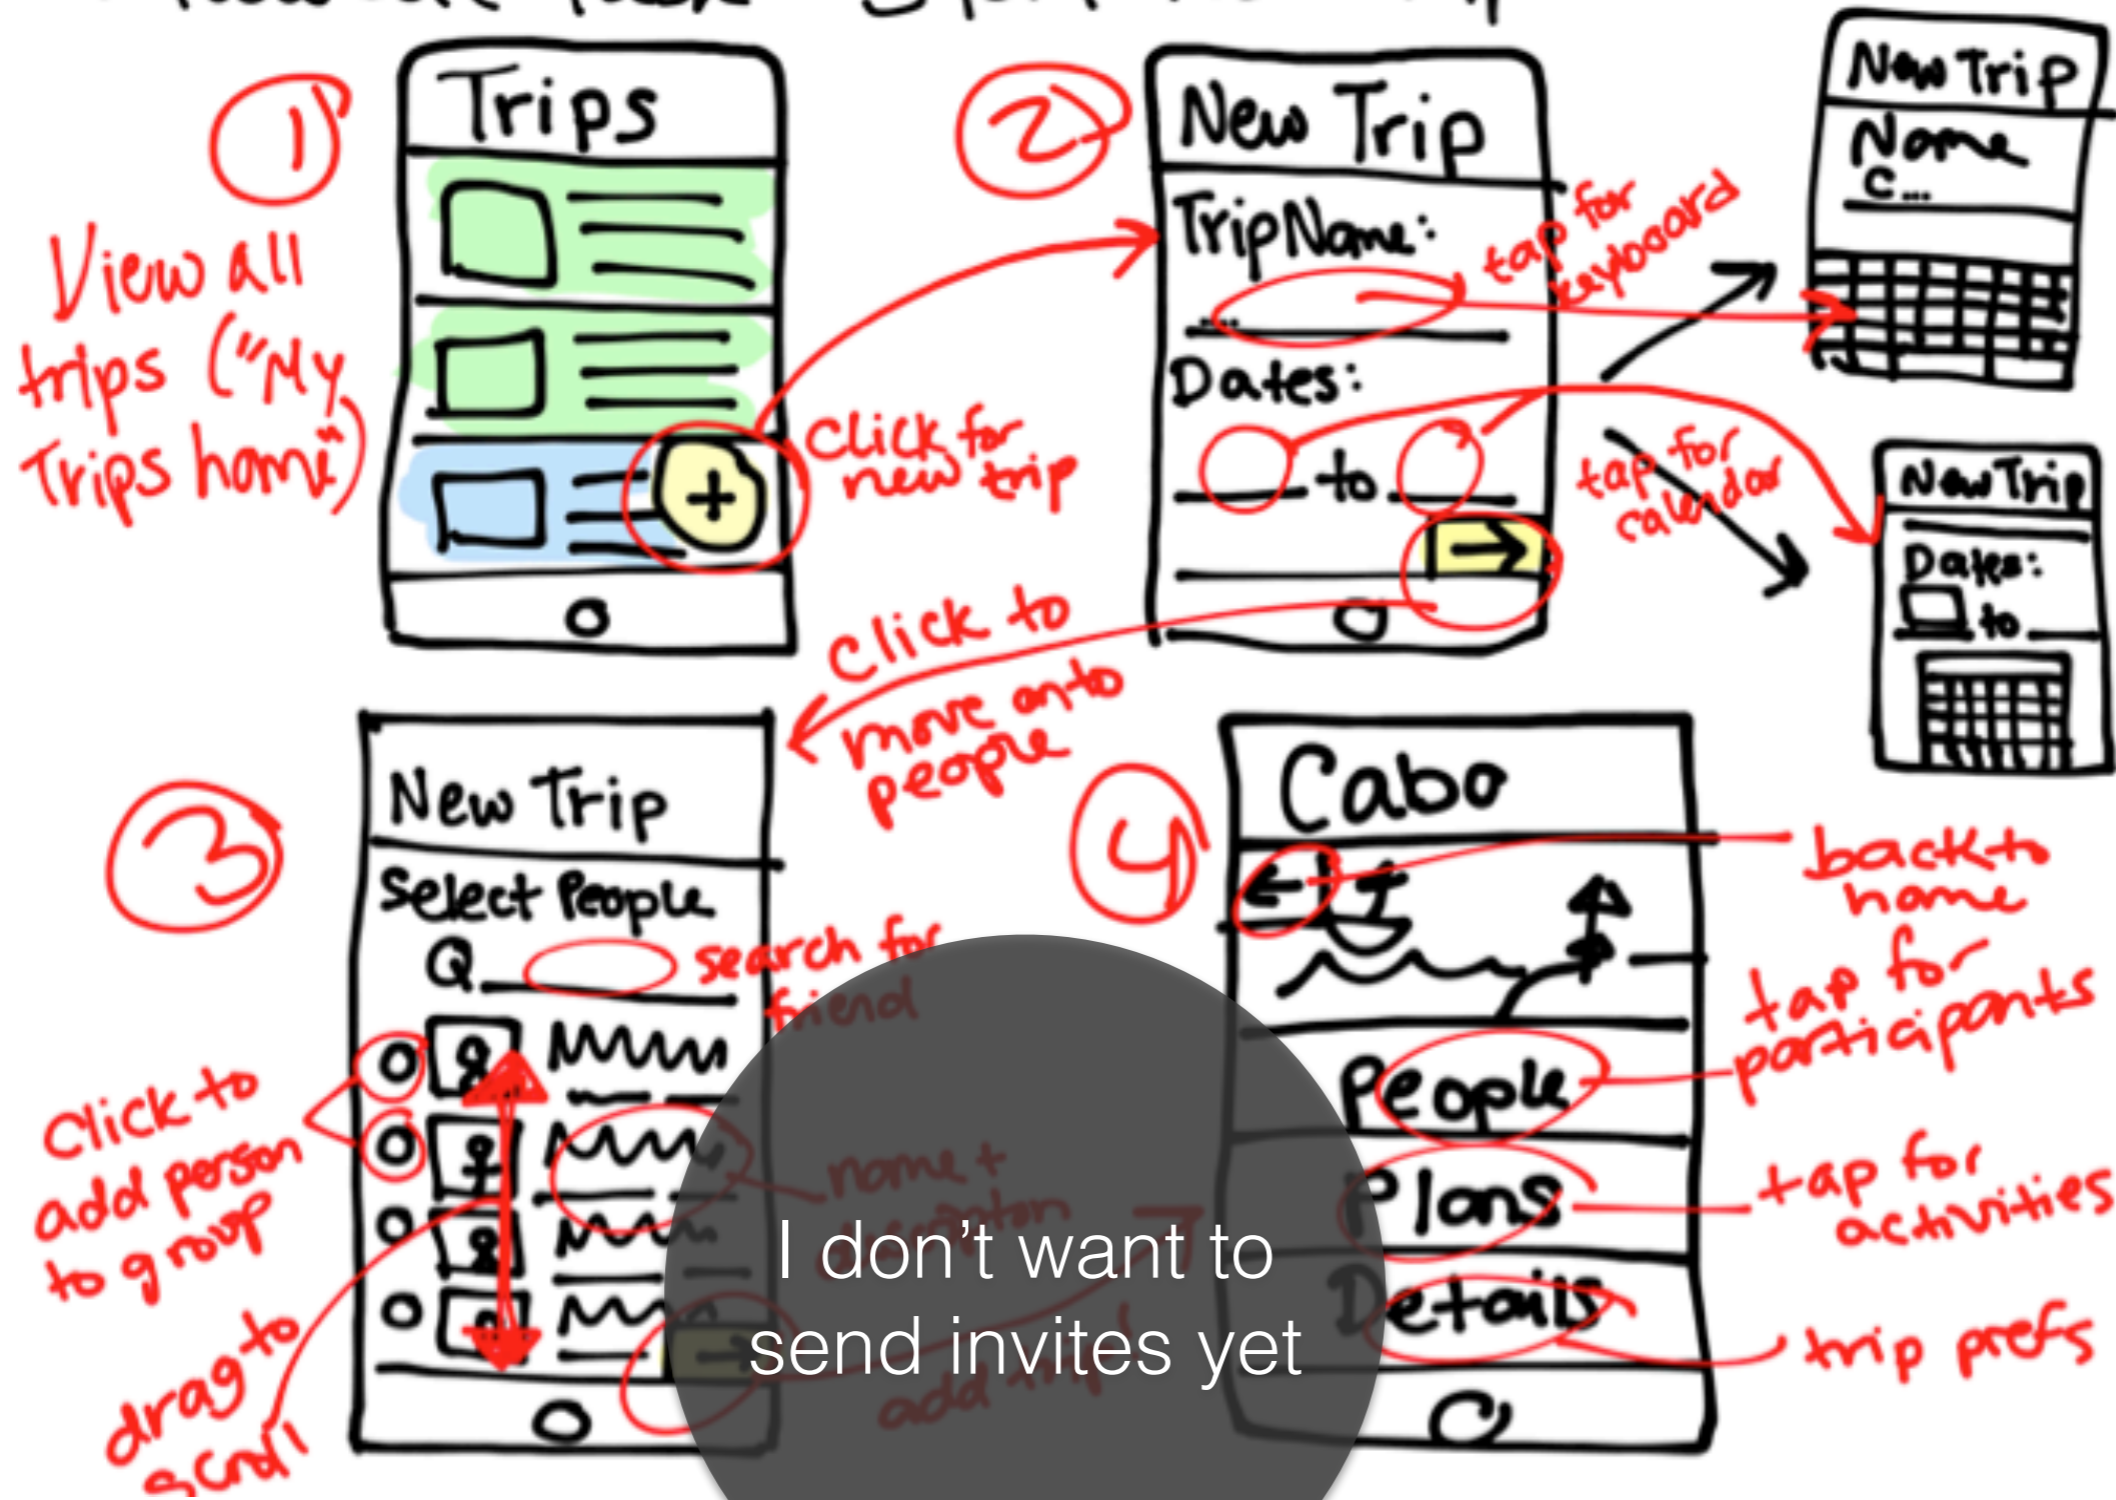 1
Trips
View all
trips ("My
Trips home")
+
Click for
new trip
2
New Trip
Trip Name:
....
Dates:
to
tap for
keyboard
tap for
calendar
New Trip
Name
C...
New Trip
Dates:
to
Click to
move onto
people
3
New Trip
Select People
search for
friend
Click to
add person
to group
drag to
scroll
name +
description
add trip
4
Cabo
People
Plans
Details
back to
home
tap for
participants
tap for
activities
trip prefs
I don't want to
send invites yet